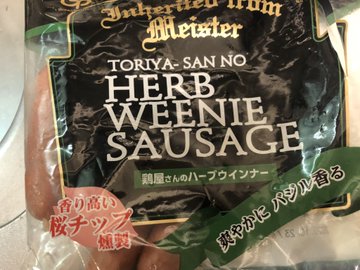 Inherited from
Meister
TORIYA-SAN NO
HERB
WEENIE
SAUSAGE
鶏屋さんのハーブウインナー
香り高い
桜チップ
燻製
爽やかに バジル香る